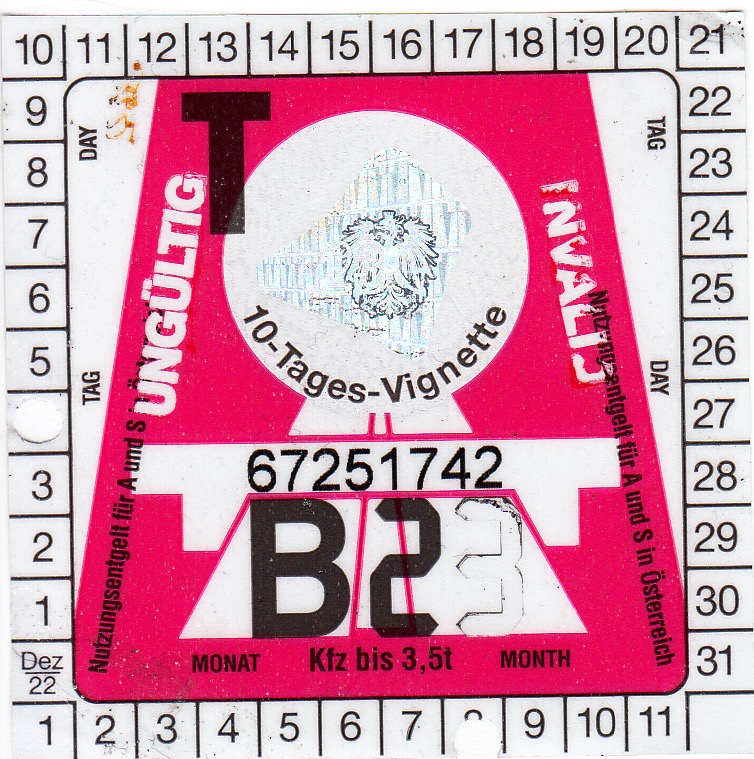 10 11 12 13 14 15 16 17 18 19 20 21
9 DAY T TAG 22
8 23
7 UNGÜLTIG INVALID 24
6 25
10-Tages-Vignette
5 TAG DAY 26
27
67251742
3 28
2 B23 29
1 30
Nutzungsentgelt für A und S in
Nutzungsentgelt für A und S in Österreich
Dez
22 MONAT Kfz bis 3,5t MONTH 31
1 2 3 4 5 6 7 9 10 11